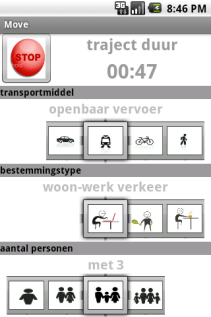 3G
8:46 PM
Move
STOP
traject duur
00:47
transportmiddel
openbaar vervoer
bestemmingstype
woon-werk verkeer
aantal personen
met 3